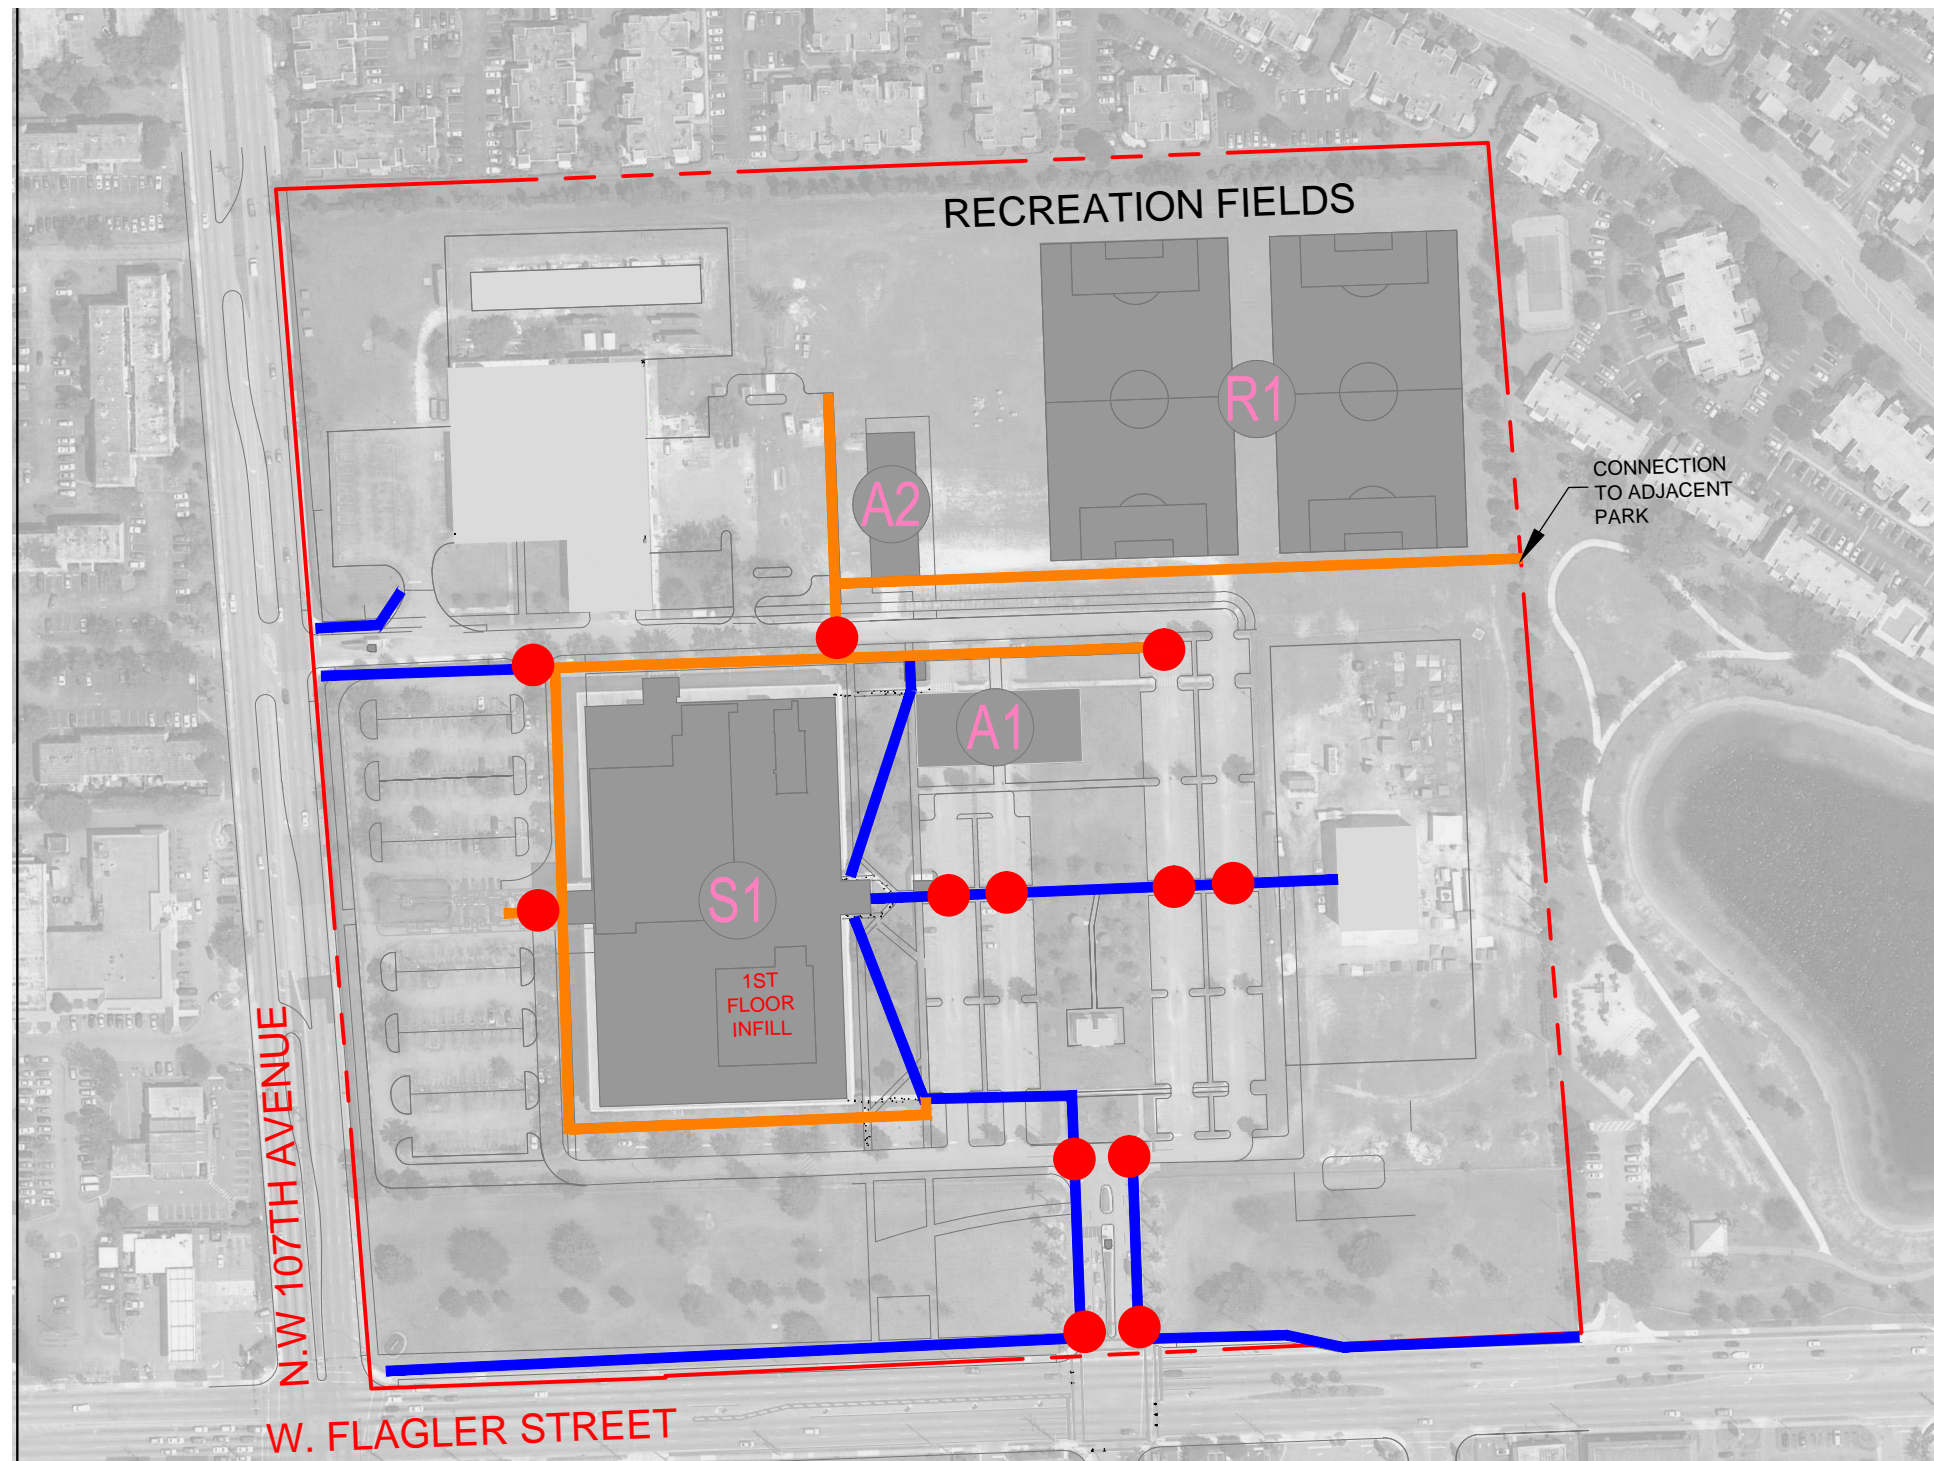 RECREATION FIELDS
R1
CONNECTION
TO ADJACENT
PARK
A2
A1
S1
1ST
FLOOR
INFILL
N.W 107TH AVENUE
W. FLAGLER STREET